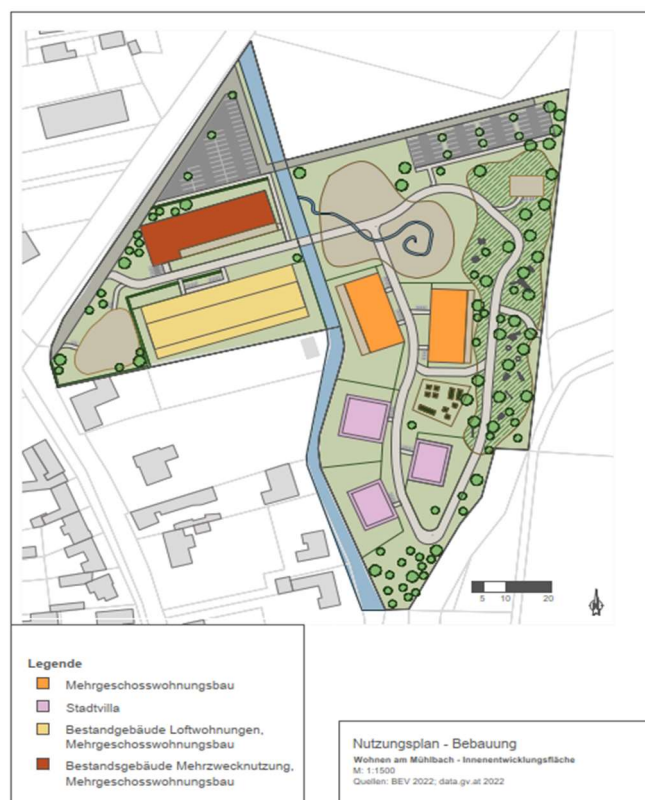 5 10 20
Legende
Mehrgeschosswohnungsbau
Stadtvilla
Bestandgebäude Loftwohnungen,
Mehrgeschosswohnungsbau
Bestandsgebäude Mehrzwecknutzung,
Mehrgeschosswohnungsbau
Nutzungsplan - Bebauung
Wohnen am Mühlbach - Innenentwicklungsfläche
M: 1:1500
Quellen: BEV 2022; data.gv.at 2022